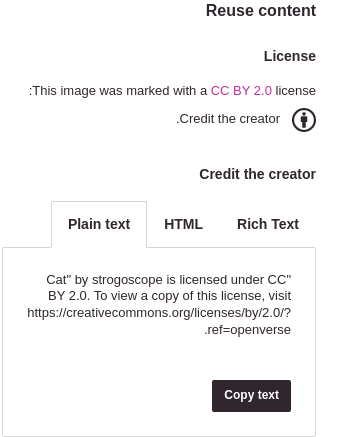 Reuse content
License
:This image was marked with a CC BY 2.0 license
.Credit the creator
Credit the creator
Plain text HTML Rich Text
Cat" by strogoscope is licensed under CC"
BY 2.0. To view a copy of this license, visit
https://creativecommons.org/licenses/by/2.0/?
.ref=openverse
Copy text